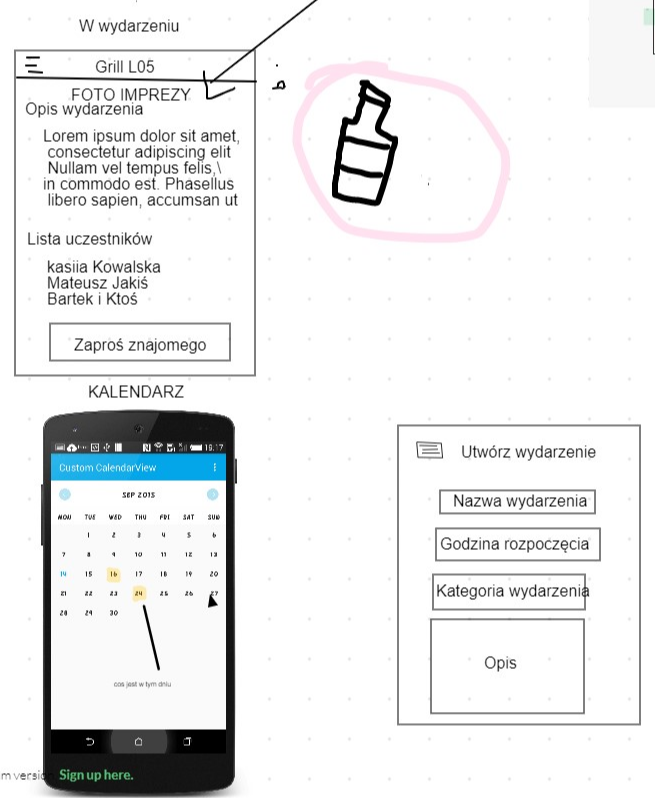 W wydarzeniu
Grill L05
FOTO IMPREZY
Opis wydarzenia
Lorem ipsum dolor sit amet,
consectetur adipiscing elit
Nullam vel tempus felis,\
in commodo est. Phasellus
libero sapien, accumsan ut
Lista uczestników
kasiia Kowalska
Mateusz Jakiś
Bartek i Ktoś
Zaproś znajomego
KALENDARZ
16:17
Custom CalendarView
SEP 2015
MON TUE WED THU FRI SAT SUN
1 2 3 4 5 6
7 8 9 10 11 12 13
14 15 16 17 18 19 20
21 22 23 24 25 26 27
28 29 30
cos jest w tym dniu
m version Sign up here.
Utwórz wydarzenie
Nazwa wydarzenia
Godzina rozpoczęcia
Kategoria wydarzenia
Opis